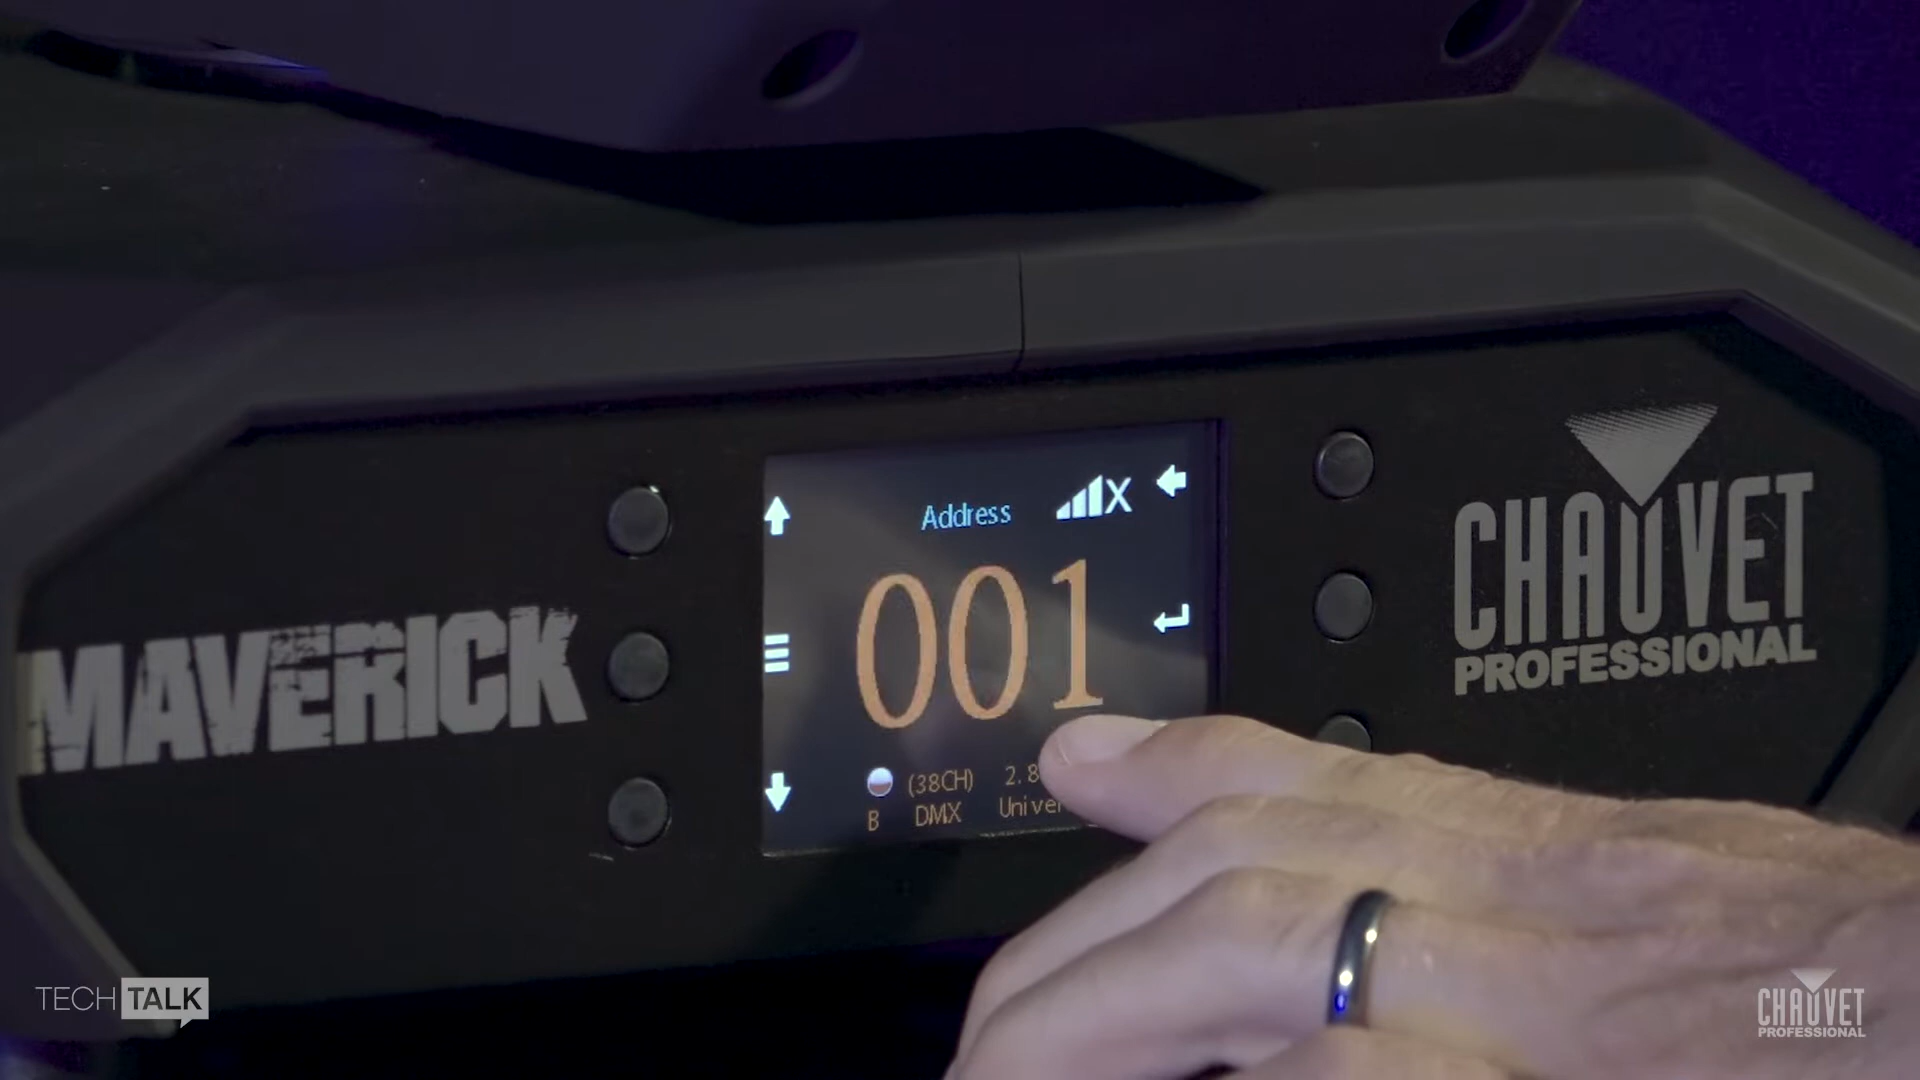 MAVERICK
Address
X
001
(38CH) 2.8
B DMX
CHAUVET
PROFESSIONAL
TECH TALK
CHAUVET
PROFESSIONAL